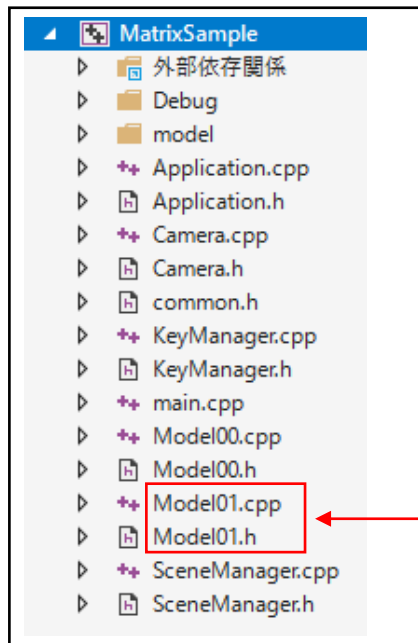 MatrixSample
外部依存関係
Debug
model
Application.cpp
Application.h
Camera.cpp
Camera.h
common.h
KeyManager.cpp
KeyManager.h
main.cpp
Model00.cpp
Model00.h
Model01.cpp
Model01.h
SceneManager.cpp
SceneManager.h